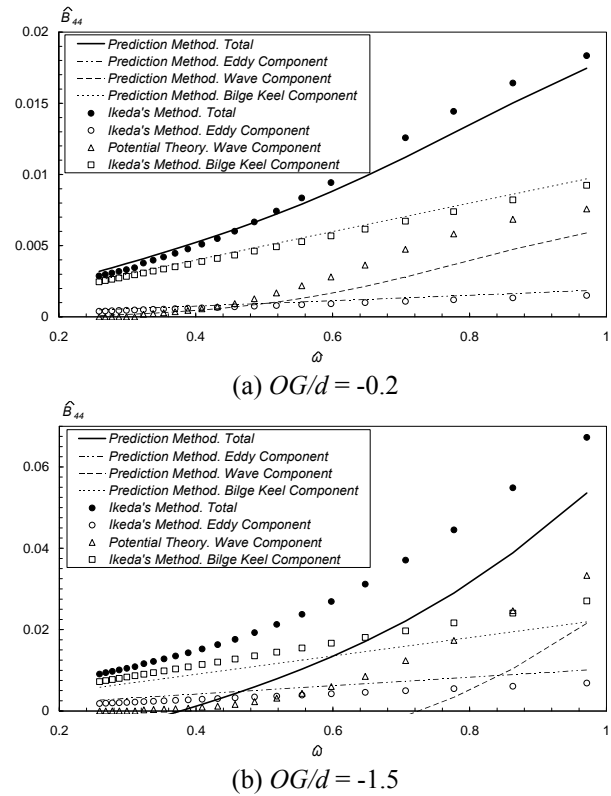 B̂₄₄
0.02
Prediction Method. Total
Prediction Method. Eddy Component
Prediction Method. Wave Component
Prediction Method. Bilge Keel Component
Ikeda's Method. Total
Ikeda's Method. Eddy Component
Potential Theory. Wave Component
Ikeda's Method. Bilge Keel Component
0.015
0.01
0.005
0
0.2 0.4 0.6 0.8 1
ω̂
(a) OG/d = -0.2
B̂₄₄
Prediction Method. Total
Prediction Method. Eddy Component
Prediction Method. Wave Component
Prediction Method. Bilge Keel Component
Ikeda's Method. Total
Ikeda's Method. Eddy Component
Potential Theory. Wave Component
Ikeda's Method. Bilge Keel Component
0.06
0.04
0.02
0
0.2 0.4 0.6 0.8 1
ω̂
(b) OG/d = -1.5